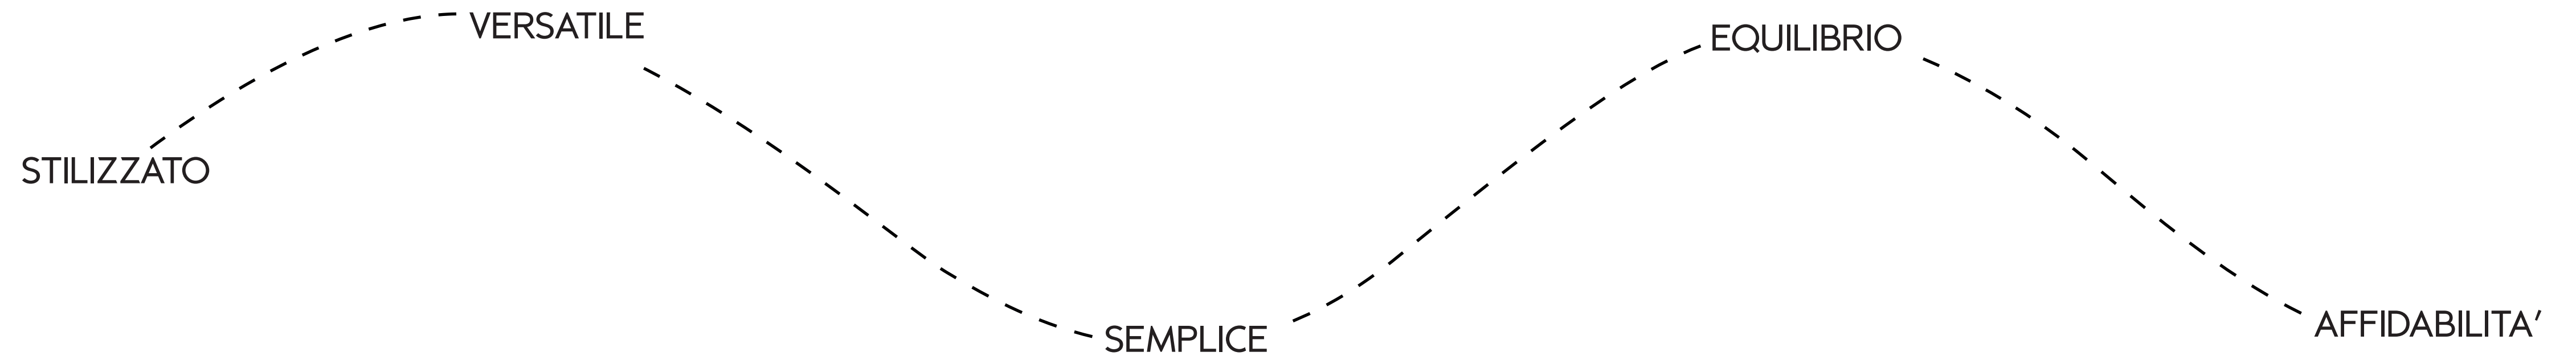 STILIZZATO
VERSATILE
SEMPLICE
EQUILIBRIO
AFFIDABILITA'